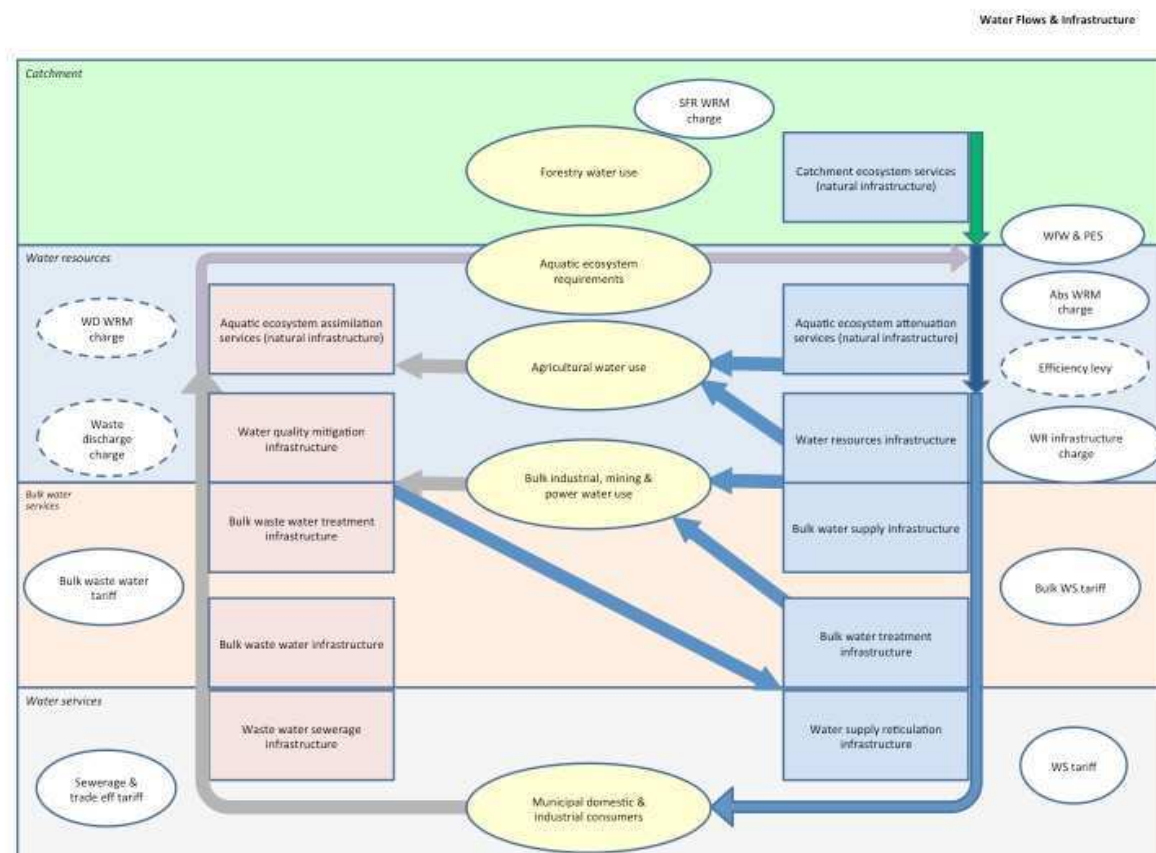 Water Flows & Infrastructure
Catchment
SFR WRM
charge
Forestry water use
Catchment ecosystem services
(natural infrastructure)
WFW & PES
Water resources
Aquatic ecosystem
requirements
WD WRM
charge
Aquatic ecosystem assimilation
services (natural infrastructure)
Agricultural water use
Aquatic ecosystem attenuation
services (natural infrastructure)
Abs WRM
charge
Efficiency levy
Waste
discharge
charge
Water quality mitigation
infrastructure
Water resources infrastructure
WR infrastructure
charge
Bulk industrial, mining &
power water use
Bulk water
services
Bulk waste water treatment
infrastructure
Bulk water supply infrastructure
Bulk waste water
tariff
Bulk WS tariff
Bulk waste water infrastructure
Bulk water treatment
infrastructure
Water services
Waste water sewerage
infrastructure
Water supply reticulation
infrastructure
Sewerage &
trade eff tariff
WS tariff
Municipal domestic &
industrial consumers